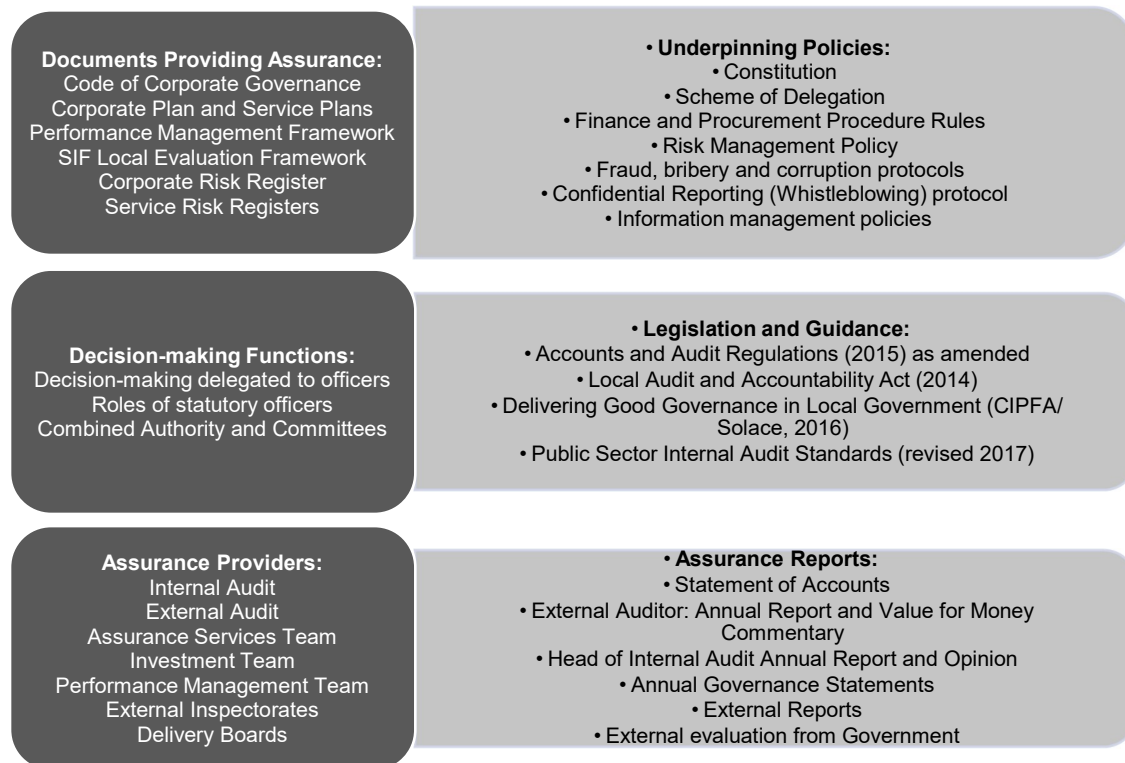 Documents Providing Assurance:
Code of Corporate Governance
Corporate Plan and Service Plans
Performance Management Framework
SIF Local Evaluation Framework
Corporate Risk Register
Service Risk Registers
• Underpinning Policies:
• Constitution
• Scheme of Delegation
• Finance and Procurement Procedure Rules
• Risk Management Policy
• Fraud, bribery and corruption protocols
• Confidential Reporting (Whistleblowing) protocol
• Information management policies
Decision-making Functions:
Decision-making delegated to officers
Roles of statutory officers
Combined Authority and Committees
• Legislation and Guidance:
• Accounts and Audit Regulations (2015) as amended
• Local Audit and Accountability Act (2014)
• Delivering Good Governance in Local Government (CIPFA/
Solace, 2016)
• Public Sector Internal Audit Standards (revised 2017)
Assurance Providers:
Internal Audit
External Audit
Assurance Services Team
Investment Team
Performance Management Team
External Inspectorates
Delivery Boards
• Assurance Reports:
• Statement of Accounts
• External Auditor: Annual Report and Value for Money
Commentary
• Head of Internal Audit Annual Report and Opinion
• Annual Governance Statements
• External Reports
• External evaluation from Government